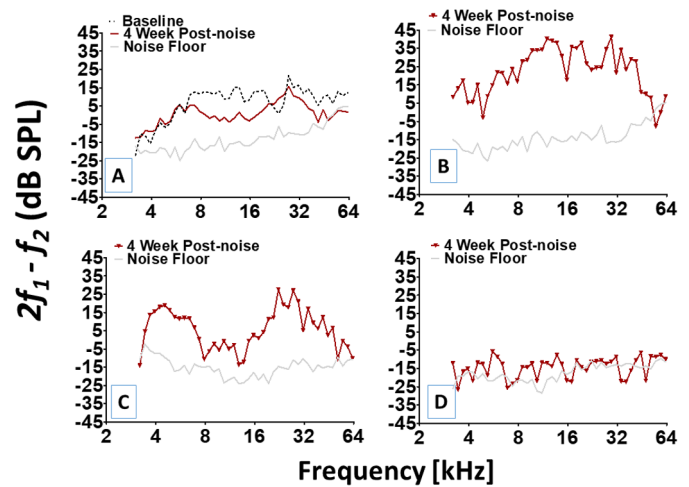 Baseline
4 Week Post-noise
Noise Floor
45
35
25
15
5
-5
-15
-25
-35
-45
A
2 4 8 16 32 64
4 Week Post-noise
Noise Floor
45
35
25
15
5
-5
-15
-25
-35
-45
B
2 4 8 16 32 64
2f1 - f2 (dB SPL)
4 Week Post-noise
Noise Floor
45
35
25
15
5
-5
-15
-25
-35
-45
C
2 4 8 16 32 64
4 Week Post-noise
Noise Floor
45
35
25
15
5
-5
-15
-25
-35
-45
D
2 4 8 16 32 64
Frequency [kHz]